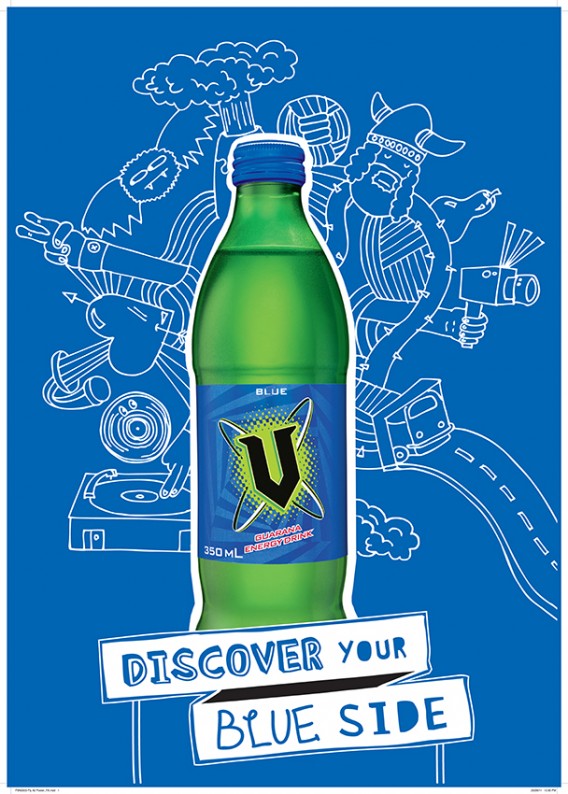 BLUE
V
GUARANA
ENERGY DRINK
350 ML
DISCOVER YOUR
BLUE SIDE